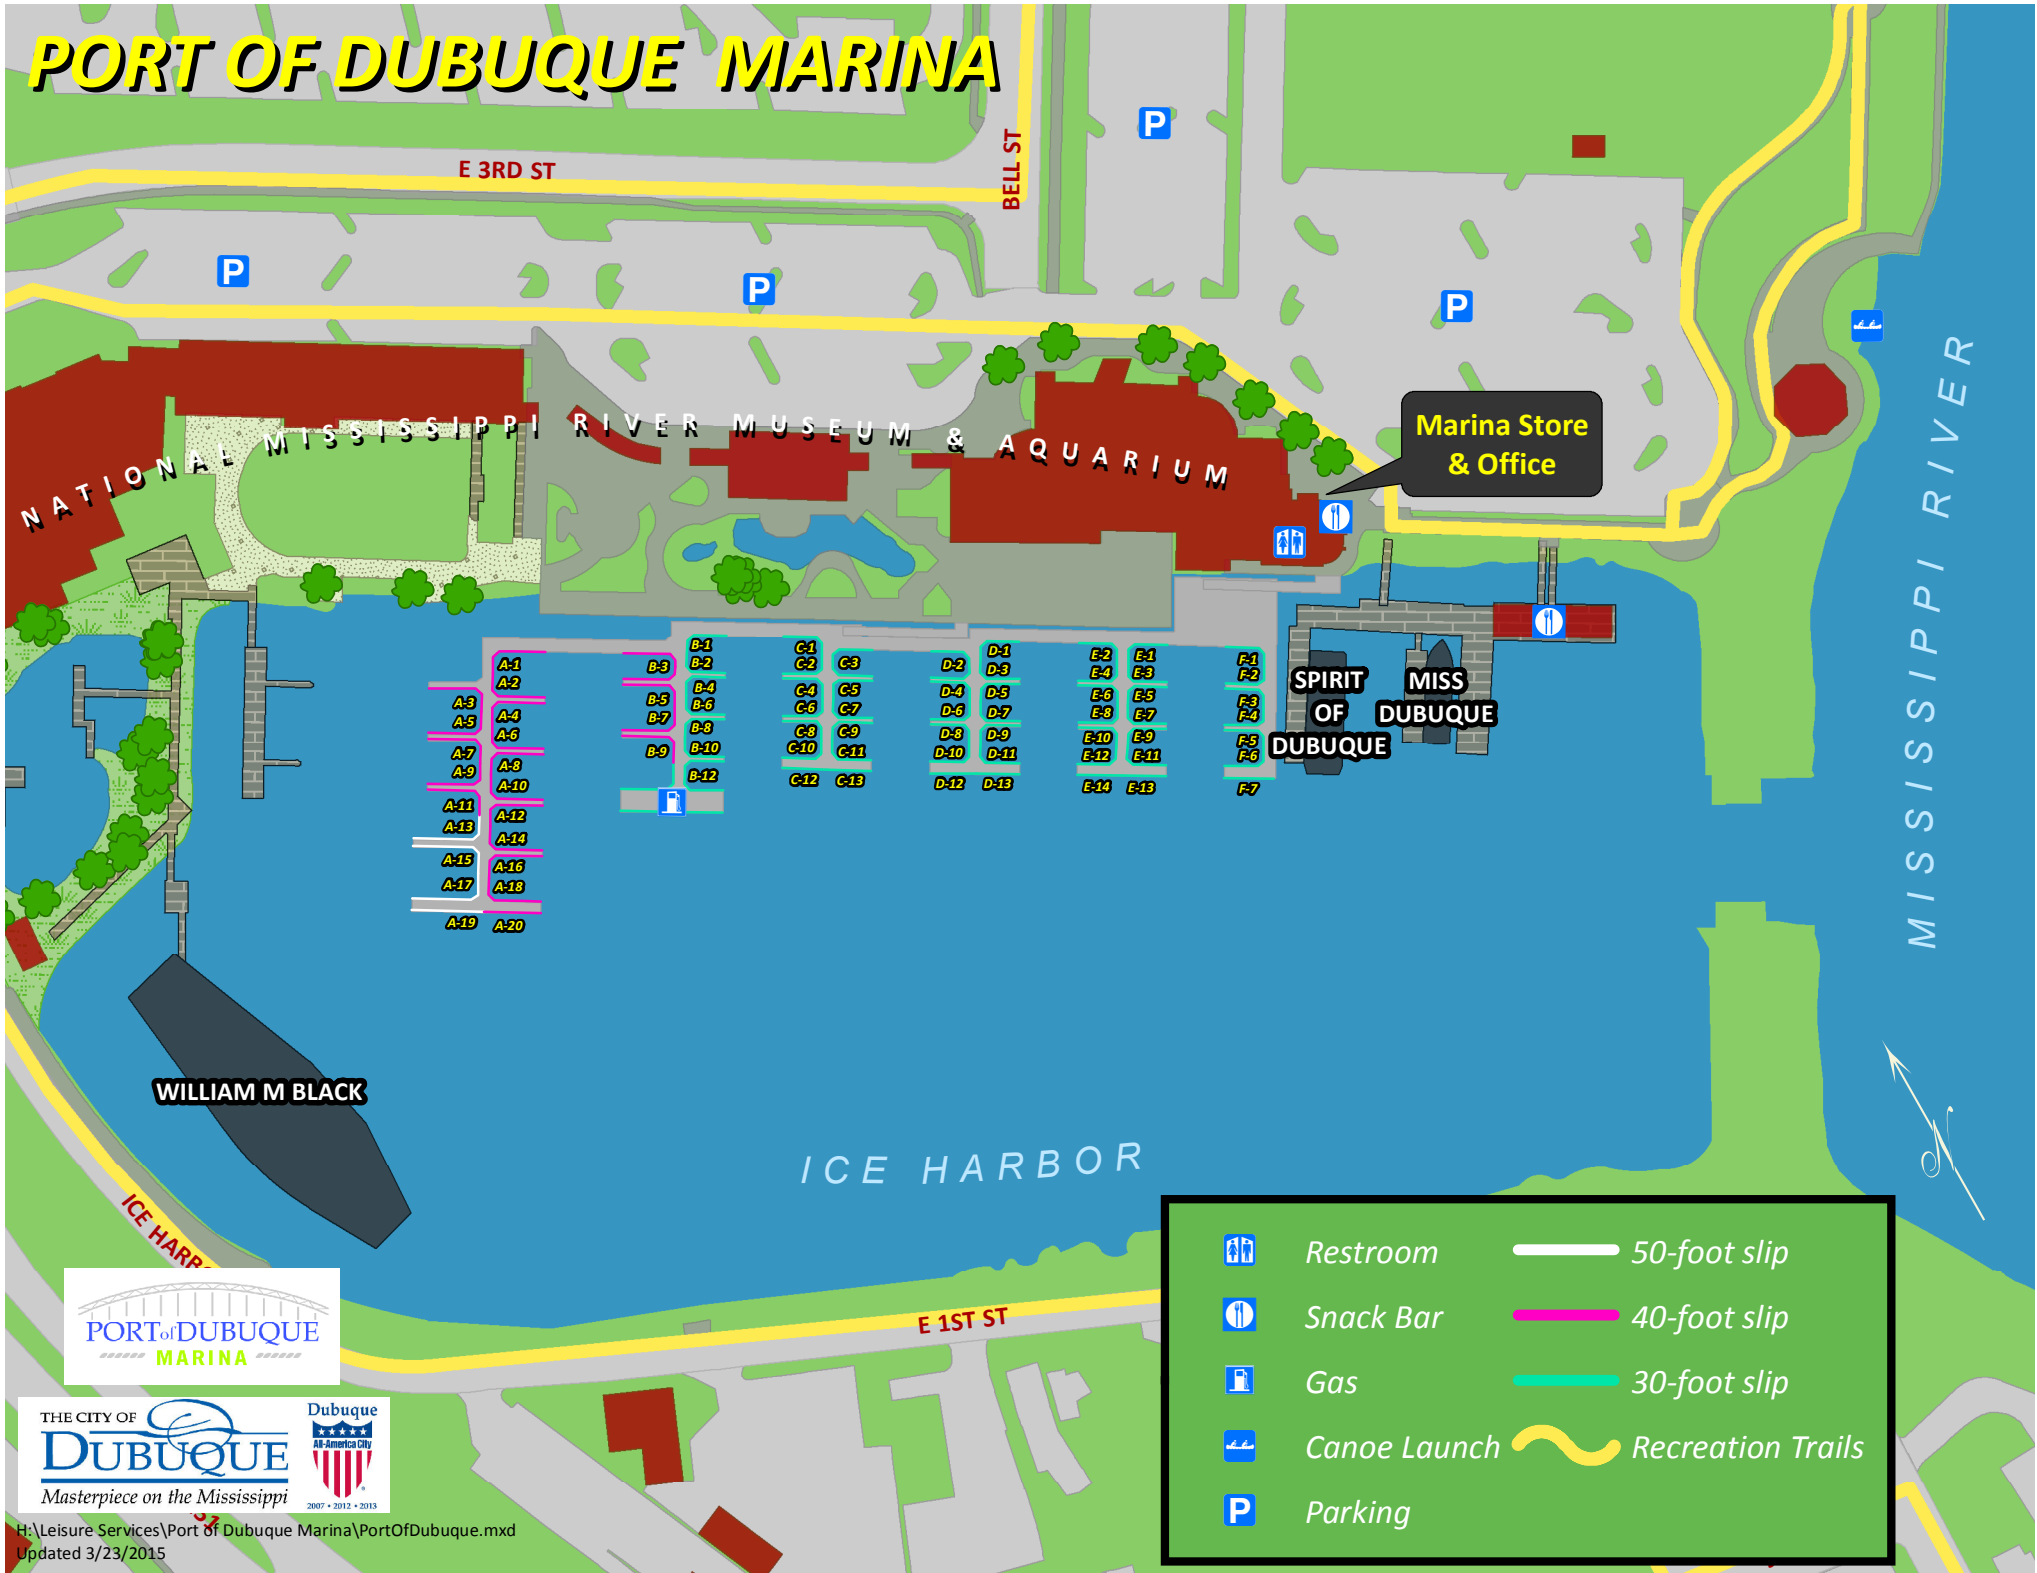 PORT OF DUBUQUE MARINA
E 3RD ST
BELL ST
P
P
P
P
NATIONAL MISSISSIPPI RIVER MUSEUM & AQUARIUM
Marina Store
& Office
MISSISSIPPI RIVER
A-1
A-2
A-3
A-5
A-4
A-6
A-7
A-9
A-8
A-10
A-11
A-13
A-12
A-14
A-15
A-17
A-16
A-18
A-19
A-20
B-1
B-2
B-3
B-4
B-6
B-5
B-7
B-8
B-10
B-9
B-12
C-1
C-2
C-3
C-4
C-6
C-5
C-7
C-8
C-10
C-9
C-11
C-12
C-13
D-1
D-3
D-2
D-4
D-6
D-5
D-7
D-8
D-10
D-9
D-11
D-12
D-13
E-2
E-4
E-1
E-3
E-6
E-8
E-5
E-7
E-10
E-12
E-9
E-11
E-14
E-13
F-1
F-2
F-3
F-4
F-5
F-6
F-7
SPIRIT
OF
DUBUQUE
MISS
DUBUQUE
WILLIAM M BLACK
ICE HARBOR
ICE HARBO
E 1ST ST
N
Restroom
Snack Bar
Gas
Canoe Launch
P Parking
50-foot slip
40-foot slip
30-foot slip
Recreation Trails
PORT of DUBUQUE
MARINA
THE CITY OF
DUBUQUE
Masterpiece on the Mississippi
Dubuque
All-America City
2007 • 2012 • 2013
H:\Leisure Services\Port of Dubuque Marina\PortOfDubuque.mxd
Updated 3/23/2015